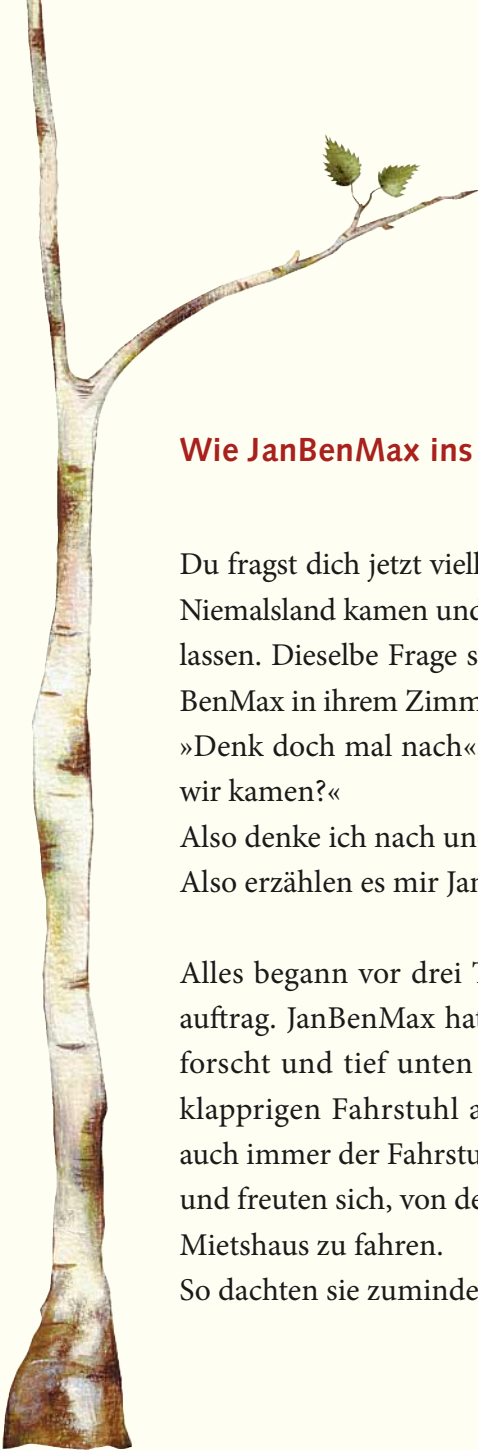 Wie JanBenMax ins
Du fragst dich jetzt viell
Niemalsland kamen und
lassen. Dieselbe Frage s
BenMax in ihrem Zimm
»Denk doch mal nach«
wir kamen?«
Also denke ich nach un
Also erzählen es mir Jan
Alles begann vor drei T
auftrag. JanBenMax hat
forscht und tief unten
klapprigen Fahrstuhl a
auch immer der Fahrstu
und freuten sich, von de
Mietshaus zu fahren.
So dachten sie zuminde